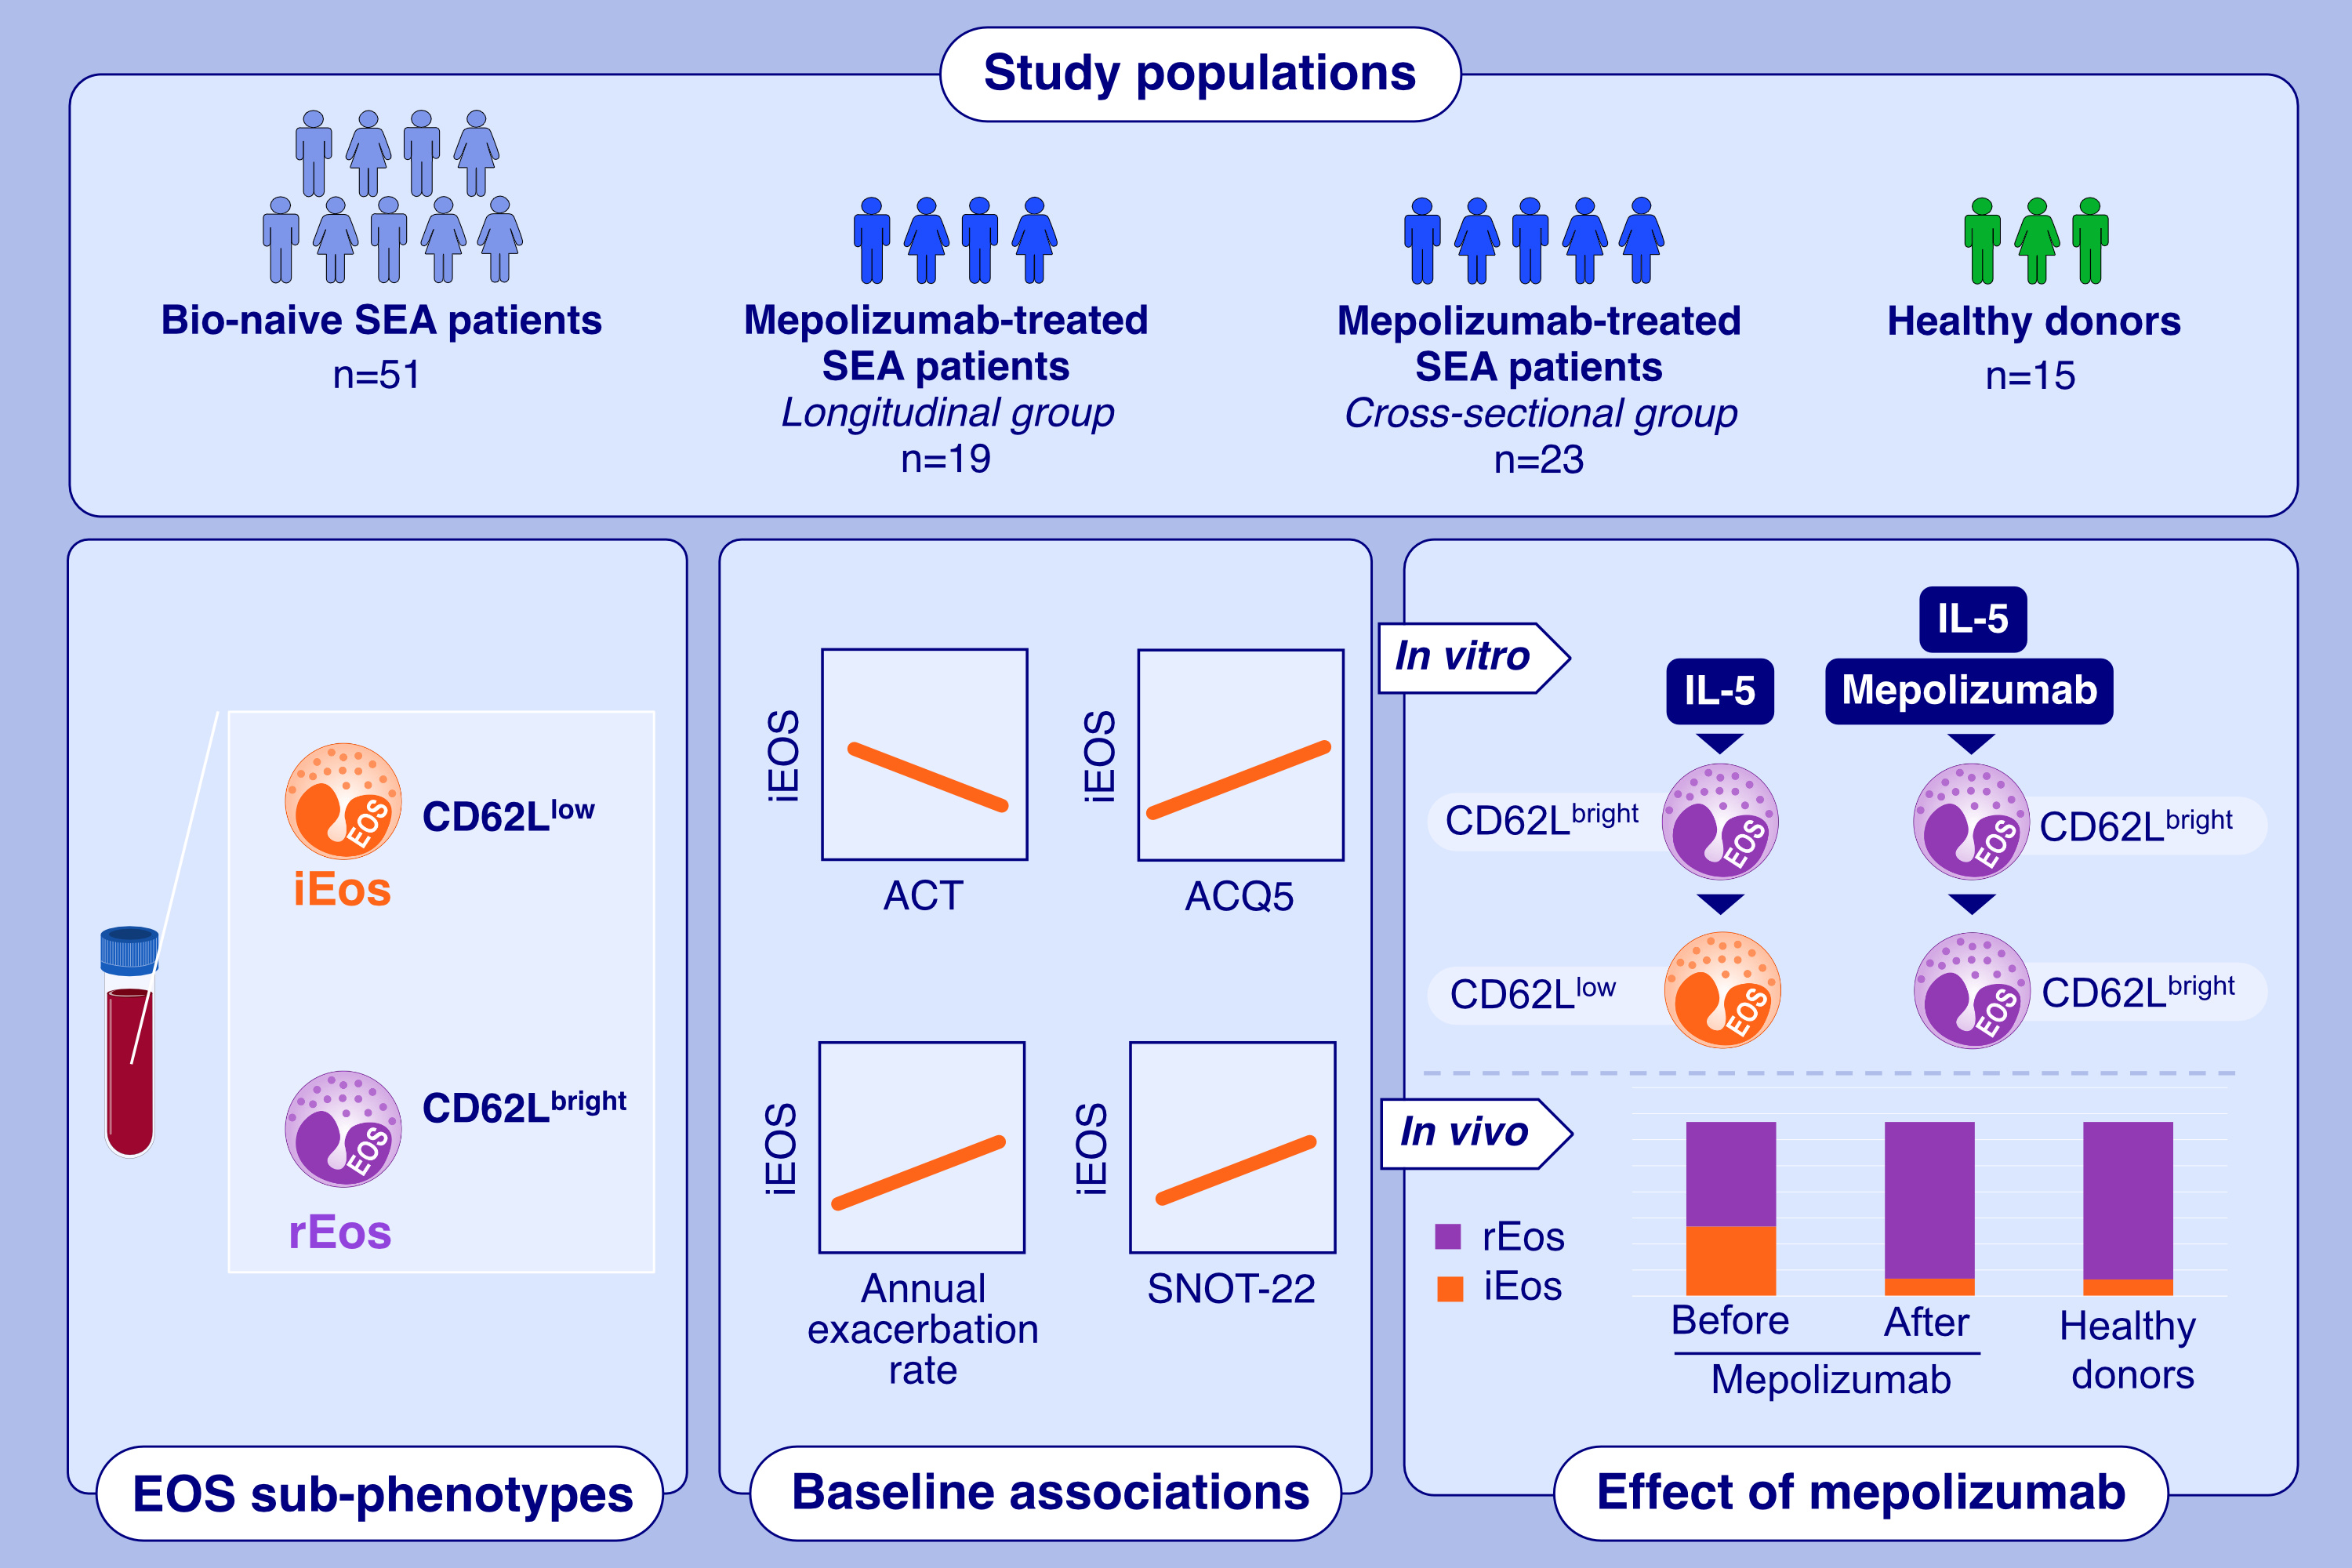 Study populations
Bio-naive SEA patients
n=51
Mepolizumab-treated
SEA patients
Longitudinal group
n=19
Mepolizumab-treated
SEA patients
Cross-sectional group
n=23
Healthy donors
n=15
EOS
CD62Llow
iEos
EOS
CD62Lbright
rEos
EOS sub-phenotypes
iEOS
ACT
iEOS
ACQ5
iEOS
Annual
exacerbation
rate
iEOS
SNOT-22
Baseline associations
In vitro
IL-5
IL-5
Mepolizumab
CD62Lbright
EOS
EOS
CD62Lbright
CD62Llow
EOS
EOS
CD62Lbright
In vivo
rEos
iEos
Before
After
Mepolizumab
Healthy
donors
Effect of mepolizumab